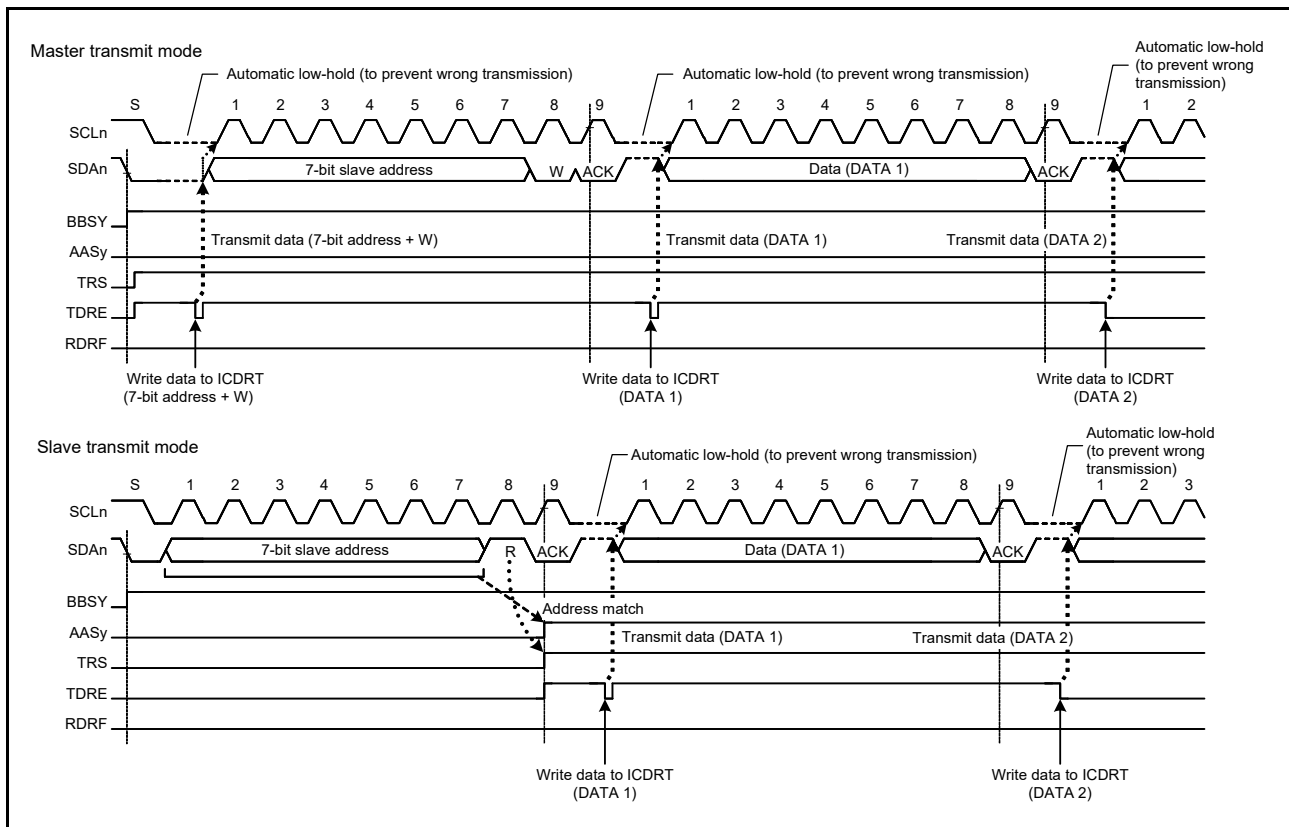 Master transmit mode
Automatic low-hold (to prevent wrong transmission)
Automatic low-hold (to prevent wrong transmission)
Automatic low-hold
(to prevent wrong
transmission)
S 1 2 3 4 5 6 7 8 9 1 2 3 4 5 6 7 8 9 1 2
SCLn
SDAn 7-bit slave address W ACK Data (DATA 1) ACK
BBSY
Transmit data (7-bit address + W) Transmit data (DATA 1) Transmit data (DATA 2)
AASy
TRS
TDRE
RDRF
Write data to ICDRT
(7-bit address + W)
Write data to ICDRT
(DATA 1)
Write data to ICDRT
(DATA 2)
Slave transmit mode
Automatic low-hold (to prevent wrong transmission)
Automatic low-hold
(to prevent wrong
transmission)
S 1 2 3 4 5 6 7 8 9 1 2 3 4 5 6 7 8 9 1 2 3
SCLn
SDAn 7-bit slave address R ACK Data (DATA 1) ACK
BBSY
Address match
AASy
Transmit data (DATA 1) Transmit data (DATA 2)
TRS
TDRE
RDRF
Write data to ICDRT
(DATA 1)
Write data to ICDRT
(DATA 2)